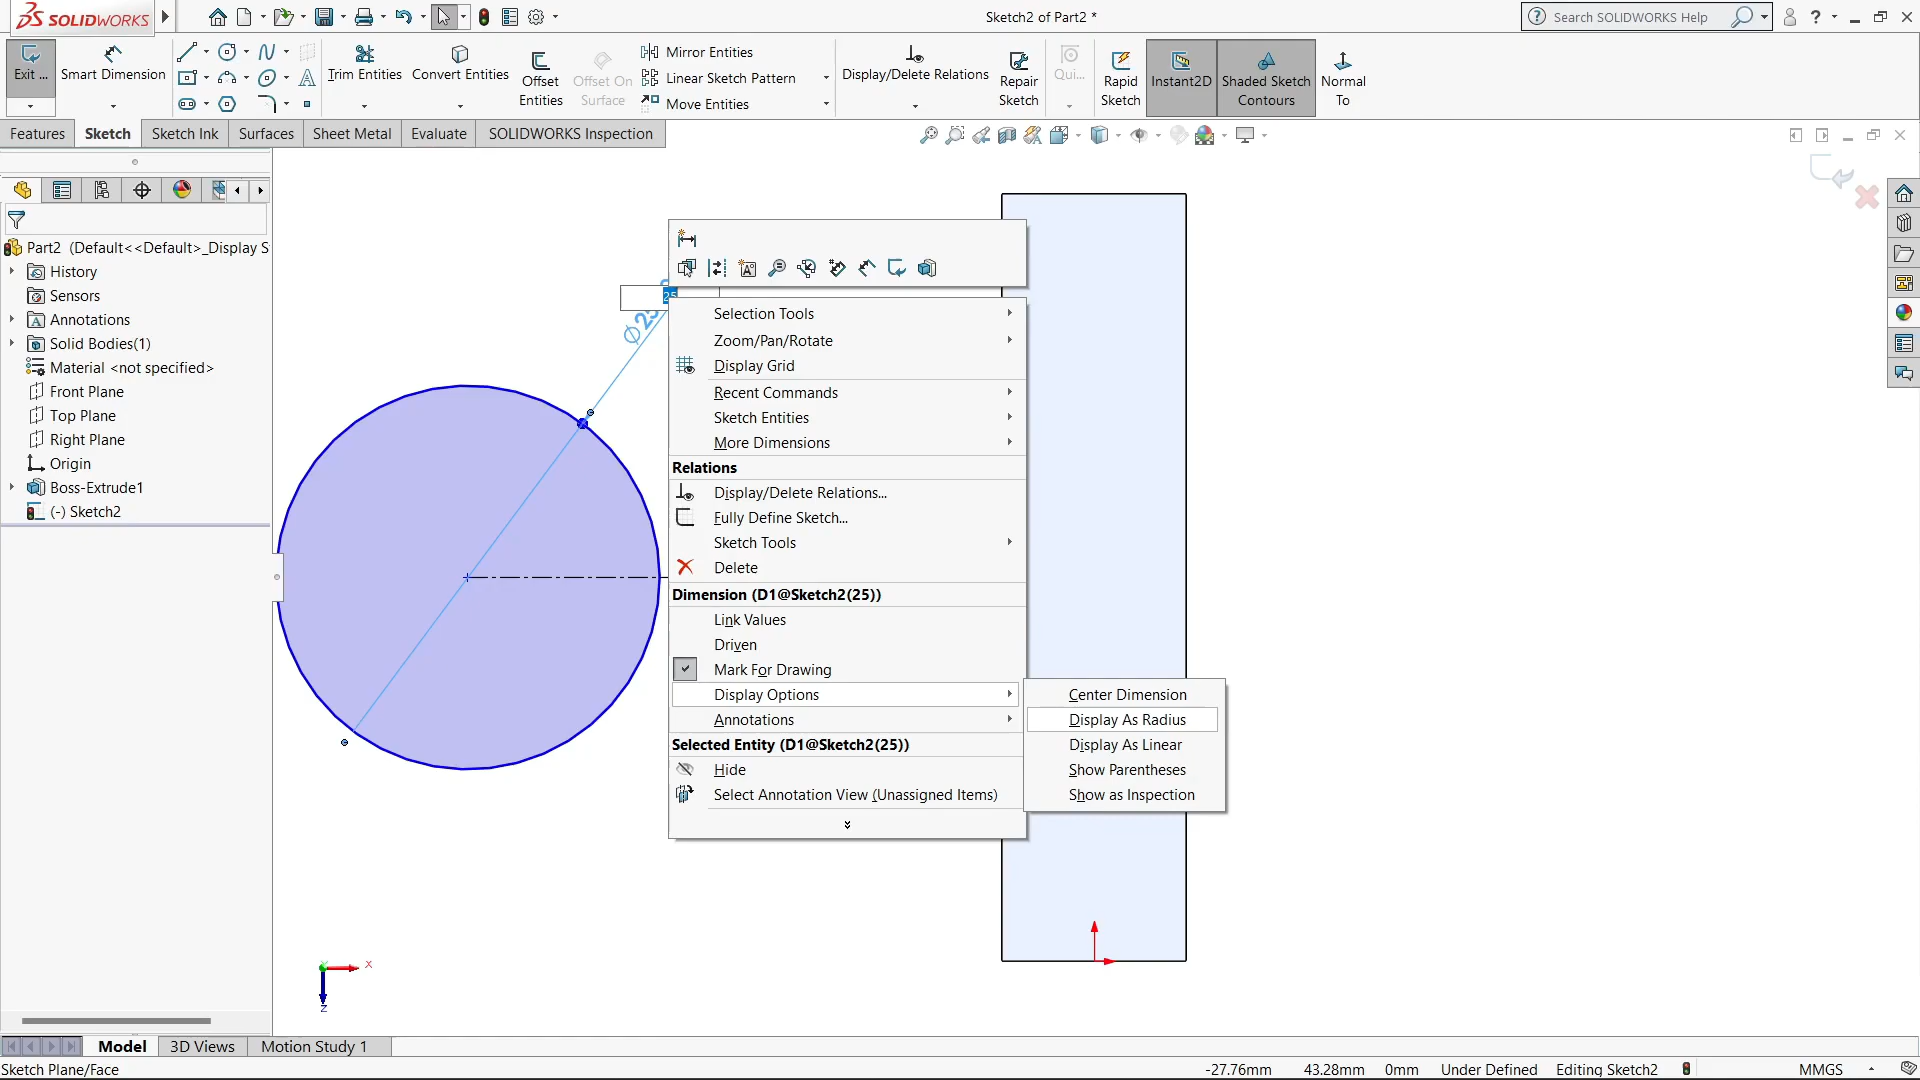 SOLIDWORKS
Sketch2 of Part2 *
Search SOLIDWORKS Help
Exit ...
Smart Dimension
Trim Entities
Convert Entities
Offset Entities
Offset On Surface
Mirror Entities
Linear Sketch Pattern
Move Entities
Display/Delete Relations
Repair Sketch
Qui...
Rapid Sketch
Instant2D
Shaded Sketch Contours
Normal To
Features
Sketch
Sketch Ink
Surfaces
Sheet Metal
Evaluate
SOLIDWORKS Inspection
Part2 (Default<<Default>_Display S
History
Sensors
Annotations
Solid Bodies(1)
Material <not specified>
Front Plane
Top Plane
Right Plane
Origin
Boss-Extrude1
(-) Sketch2
25
Ø25
Selection Tools
Zoom/Pan/Rotate
Display Grid
Recent Commands
Sketch Entities
More Dimensions
Relations
Display/Delete Relations...
Fully Define Sketch...
Sketch Tools
Delete
Dimension (D1@Sketch2(25))
Link Values
Driven
Mark For Drawing
Display Options
Annotations
Selected Entity (D1@Sketch2(25))
Hide
Select Annotation View (Unassigned Items)
Center Dimension
Display As Radius
Display As Linear
Show Parentheses
Show as Inspection
X
Z
Model
3D Views
Motion Study 1
Sketch Plane/Face
-27.76mm
43.28mm
0mm
Under Defined
Editing Sketch2
MMGS